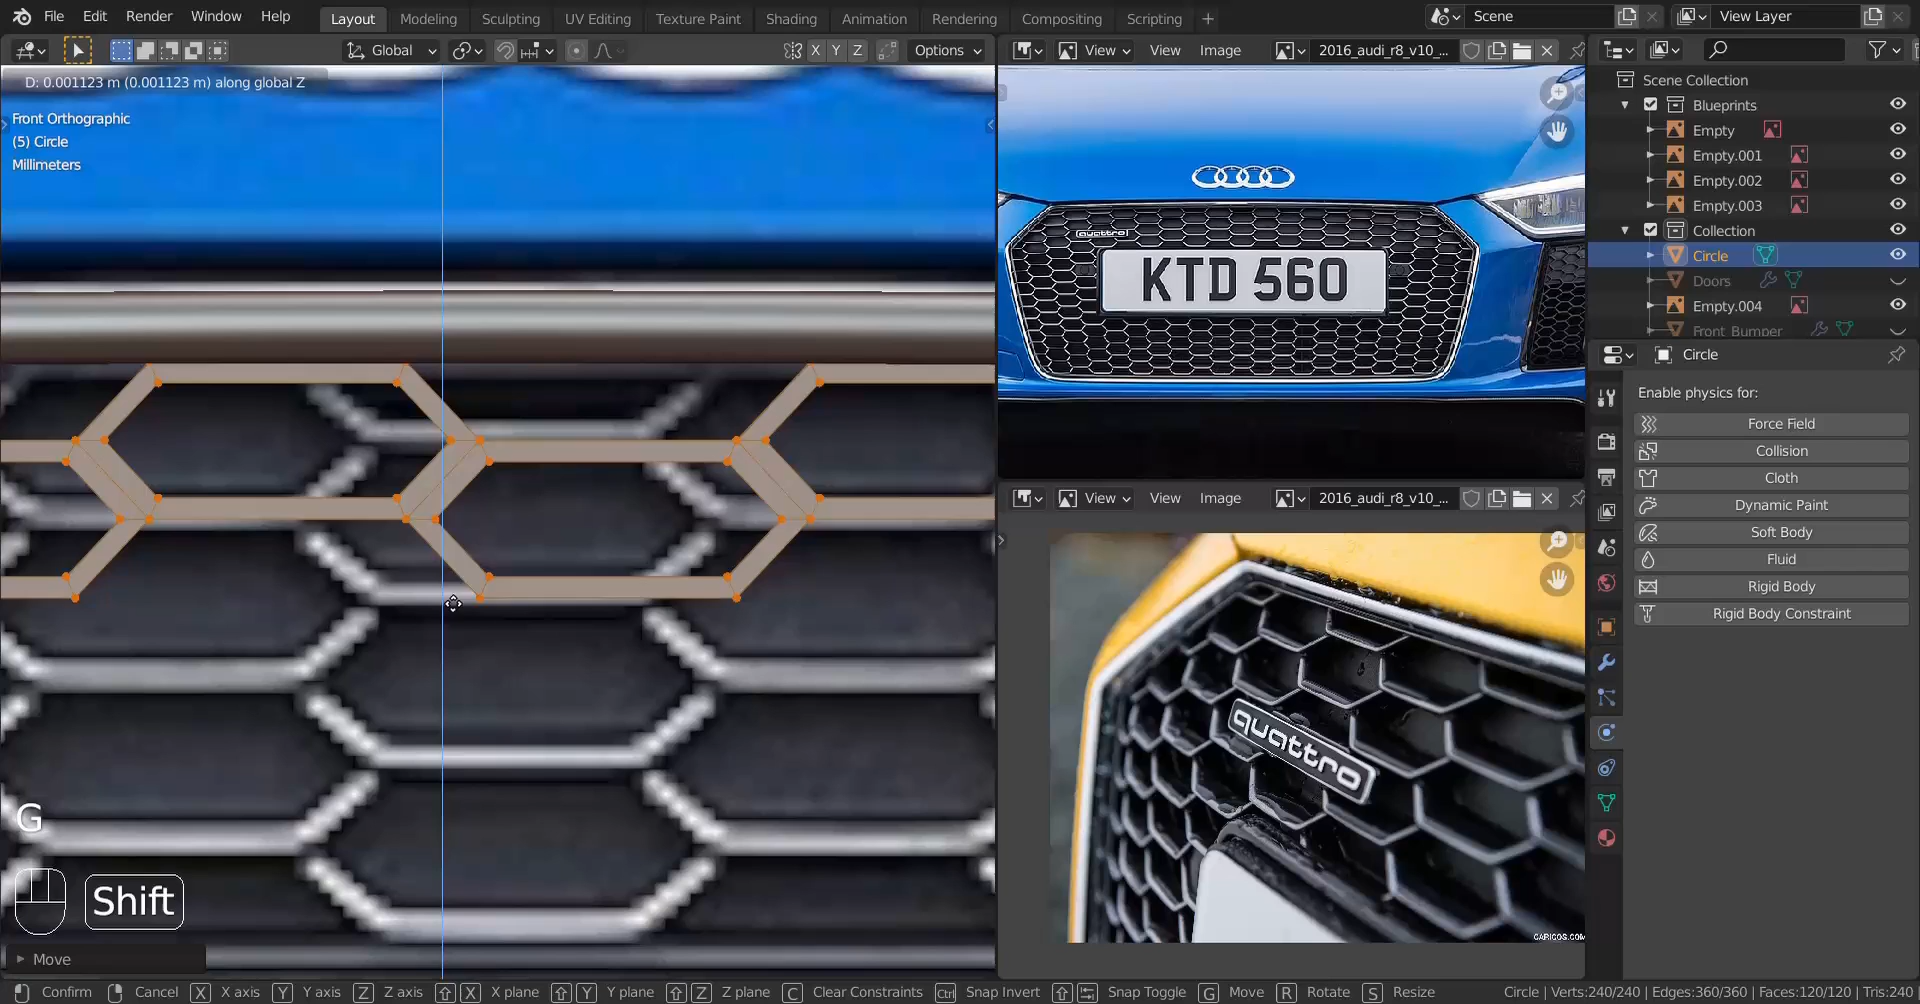 File Edit Render Window Help Layout Modeling Sculpting UV Editing Texture Paint Shading Animation Rendering Compositing Scripting + Scene View Layer
Global X Y Z Options View View Image 2016_audi_r8_v10_...
D: 0.001123 m (0.001123 m) along global Z
Front Orthographic
(5) Circle
Millimeters
quattro
KTD 560
View View Image 2016_audi_r8_v10_...
quattro
CARICOS.COM
Scene Collection
Blueprints
Empty
Empty.001
Empty.002
Empty.003
Collection
Circle
Doors
Empty.004
Front Bumper
Circle
Enable physics for:
Force Field
Collision
Cloth
Dynamic Paint
Soft Body
Fluid
Rigid Body
Rigid Body Constraint
G
Shift
Move
Confirm Cancel X X axis Y Y axis Z Z axis X X plane Y Y plane Z Z plane C Clear Constraints Ctrl Snap Invert Snap Toggle G Move R Rotate S Resize Circle | Verts:240/240 | Edges:360/360 | Faces:120/120 | Tris:240